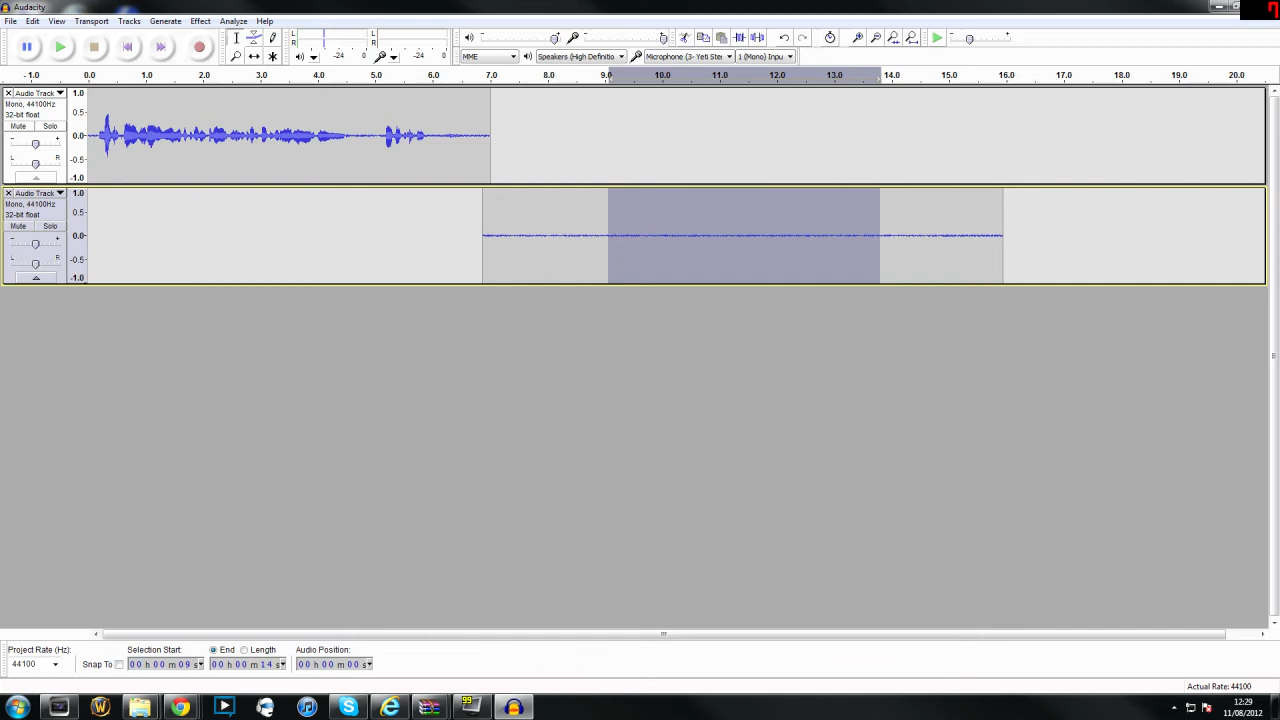 Audacity
File Edit View Transport Tracks Generate Effect Analyze Help
L R -24 0 L R -24 0
MME Speakers (High Definitio Microphone (3- Yeti Ster 1 (Mono) Inpu
-1.0 0.0 1.0 2.0 3.0 4.0 5.0 6.0 7.0 8.0 9.0 10.0 11.0 12.0 13.0 14.0 15.0 16.0 17.0 18.0 19.0 20.0
Audio Track 1.0
Mono, 44100Hz
32-bit float 0.5
Mute Solo
- + 0.0
L R -0.5
-1.0
Audio Track 1.0
Mono, 44100Hz
32-bit float 0.5
Mute Solo
- + 0.0
L R -0.5
-1.0
Project Rate (Hz): Selection Start: End Length Audio Position:
44100 Snap To 00 h 00 m 09 s 00 h 00 m 14 s 00 h 00 m 00 s
Actual Rate: 44100
99
12:29
11/08/2012